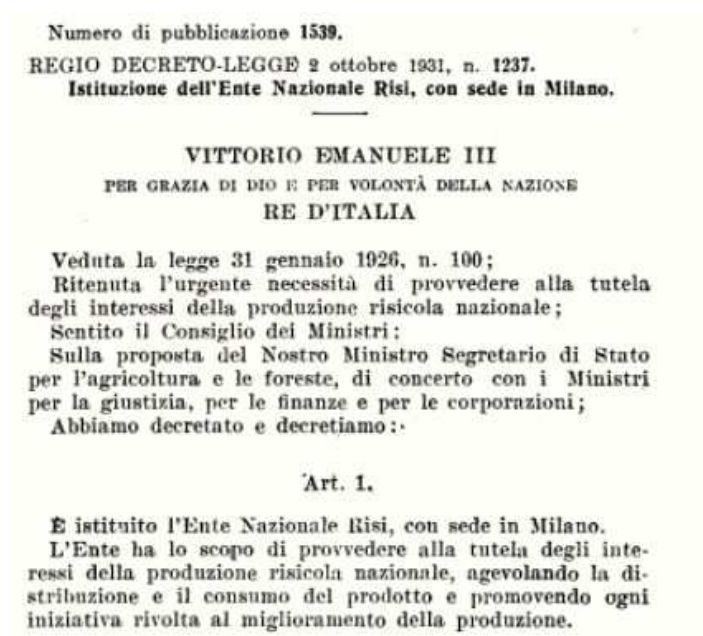 Numero di pubblicazione 1539.
REGIO DECRETO-LEGGE 2 ottobre 1931, n. 1237.
Istituzione dell'Ente Nazionale Risi, con sede in Milano.
VITTORIO EMANUELE III
PER GRAZIA DI DIO E PER VOLONTÀ DELLA NAZIONE
RE D'ITALIA
Veduta la legge 31 gennaio 1926, n. 100;
Ritenuta l'urgente necessità di provvedere alla tutela
degli interessi della produzione risicola nazionale;
Sentito il Consiglio dei Ministri;
Sulla proposta del Nostro Ministro Segretario di Stato
per l'agricoltura e le foreste, di concerto con i Ministri
per la giustizia, per le finanze e per le corporazioni;
Abbiamo decretato e decretiamo:
Art. 1.
È istituito l'Ente Nazionale Risi, con sede in Milano.
L'Ente ha lo scopo di provvedere alla tutela degli inte-
ressi della produzione risicola nazionale, agevolando la di-
stribuzione e il consumo del prodotto e promovendo ogni
iniziativa rivolta al miglioramento della produzione.